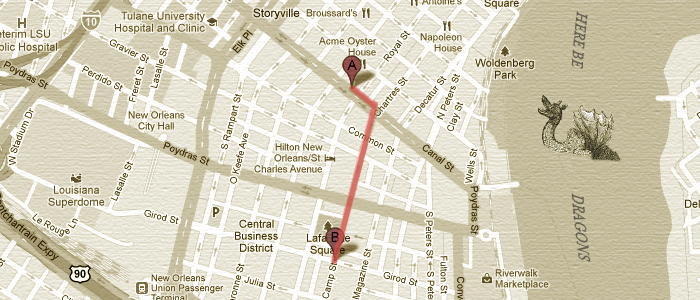 Antoine's
Square
Storyville
Broussard's
Tulane University
Hospital and Clinic
10
H
Interim LSU
Public Hospital
Elk Pl
Acme Oyster
House
Royal St
Napoleon
House
Woldenberg
Park
HERE BE
Gravier St
Lasalle St
Poydras St
Perdido St
Freret St
A
Chartres St
Decatur St
N Peters St
Clay St
New Orleans
City Hall
S Rampart St
O Keefe Ave
Common St
Canal St
Wells St
W Stadium Dr
Poydras St
Hilton New
Orleans/St.
Charles Avenue
Louisiana
Superdome
Lasalle St
Poydras St
DRAGONS
Le Rouge Ln
Girod St
P
Central
Business
District
B
Lafayette
Square
S Peters St
Fulton St
Pontchartrain Expy
90
New Orleans
Union Passenger
Terminal
Julia St
Camp St
Magazine St
Girod St
Riverwalk
Marketplace